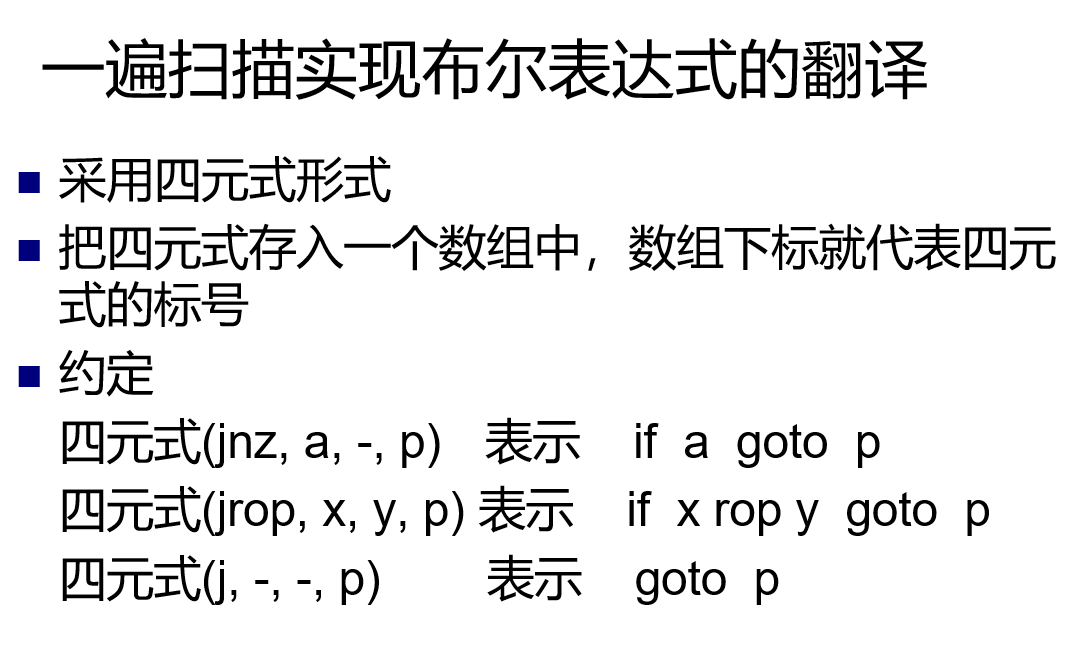 一遍扫描实现布尔表达式的翻译
采用四元式形式
把四元式存入一个数组中，数组下标就代表四元
式的标号
约定
四元式(jnz, a, -, p) 表示 if a goto p
四元式(jrop, x, y, p) 表示 if x rop y goto p
四元式(j, -, -, p) 表示 goto p